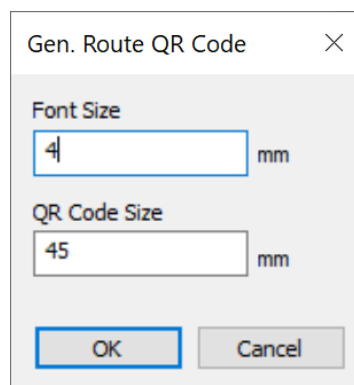 Gen. Route QR Code
Font Size
4 mm
QR Code Size
45 mm
OK Cancel